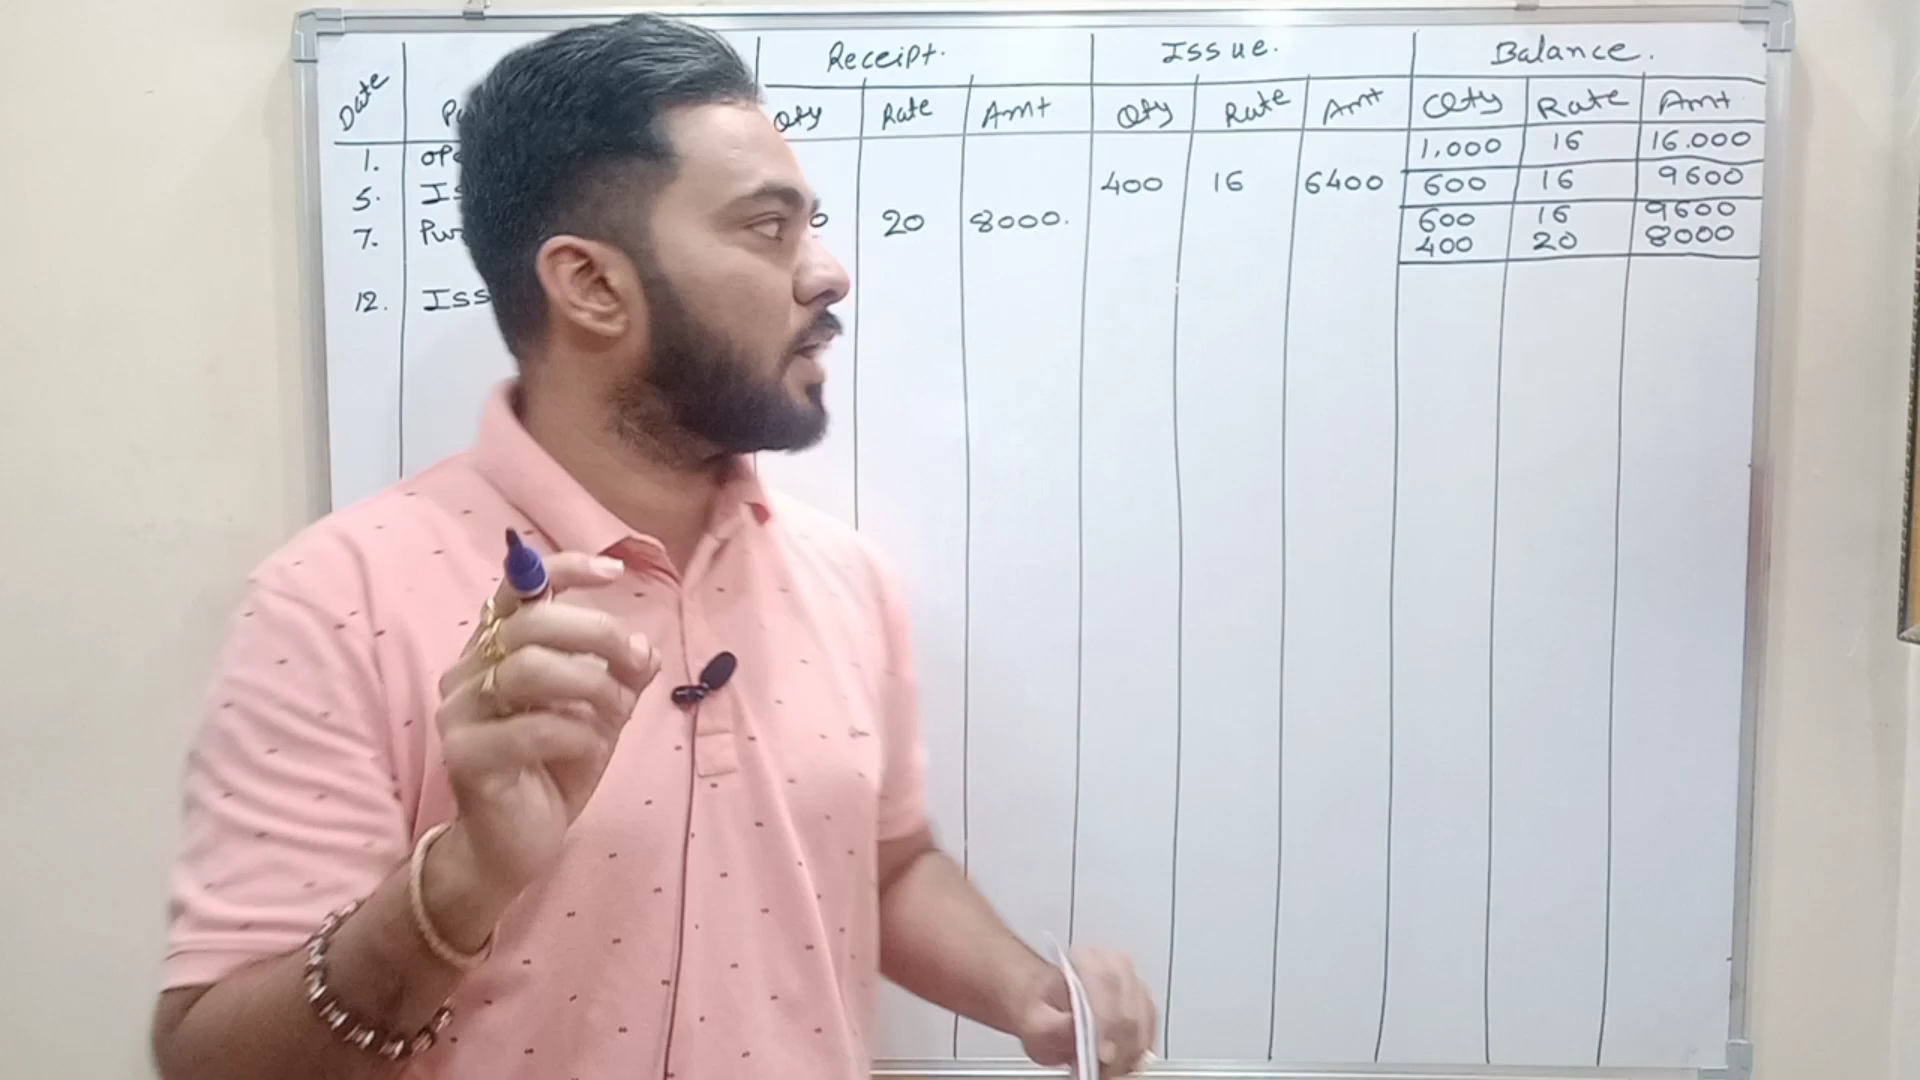 Receipt. Issue. Balance.
Date Qty Rate Amt Qty Rate Amt Qty Rate Amt
1. 1,000 16 16.000
5. 400 16 6400 600 16 9600
7. 20 8000. 600 16 9600
400 20 8000
12.